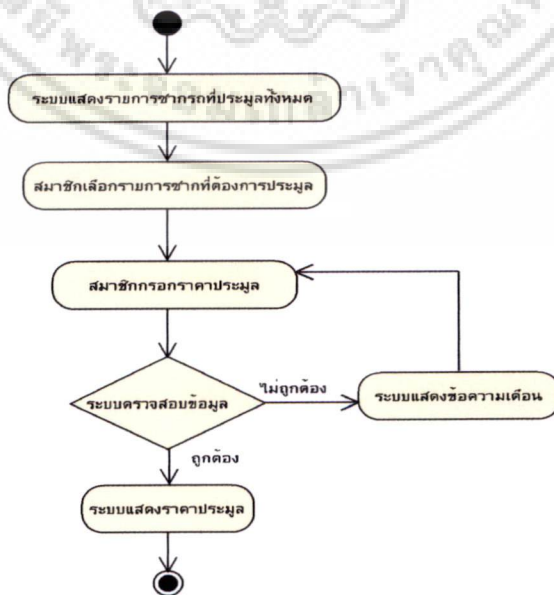 ระบบแสดงรายการซากรถที่ประมูลทั้งหมด
สมาชิกเลือกรายการซากที่ต้องการประมูล
สมาชิกกรอกราคาประมูล
ระบบตรวจสอบข้อมูล
ไม่ถูกต้อง
ระบบแสดงข้อความเตือน
ถูกต้อง
ระบบแสดงราคาประมูล